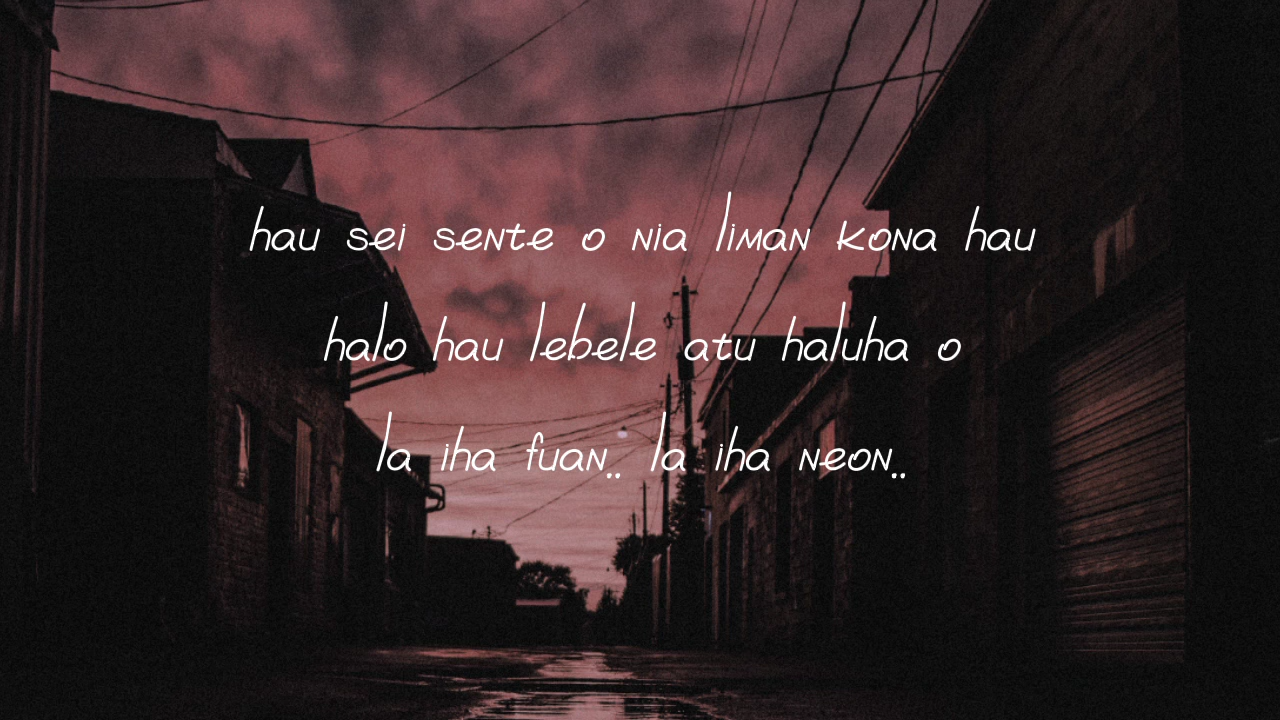 hau sei sente o nia liman kona hau
halo hau lebele atu haluha o
la iha fuan.. la iha neon..